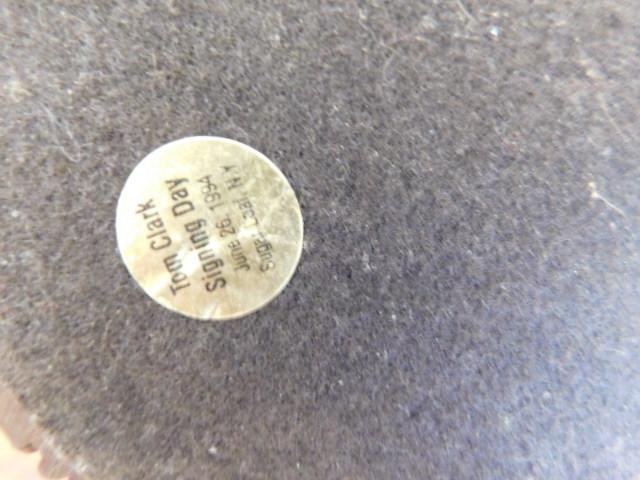 Tom Clark
Signing Day
June 26, 1994
Sugar Loaf, N Y